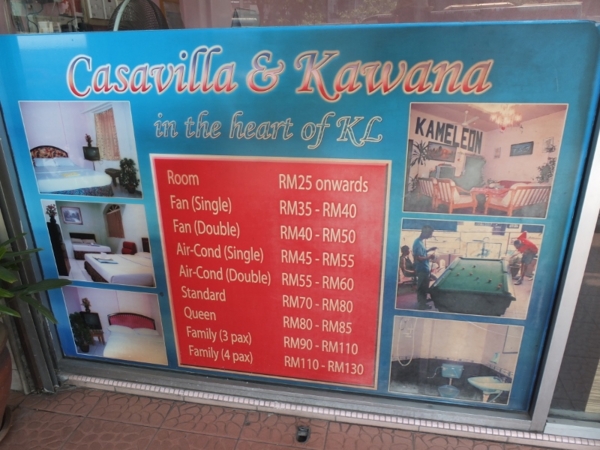 Casavilla & Kawana
in the heart of KL
KAMELEON
Room RM25 onwards
Fan (Single) RM35 - RM40
Fan (Double) RM40 - RM50
Air-Cond (Single) RM45 - RM55
Air-Cond (Double) RM55 - RM60
Standard RM70 - RM80
Queen RM80 - RM85
Family (3 pax) RM90 - RM110
Family (4 pax) RM110 - RM130